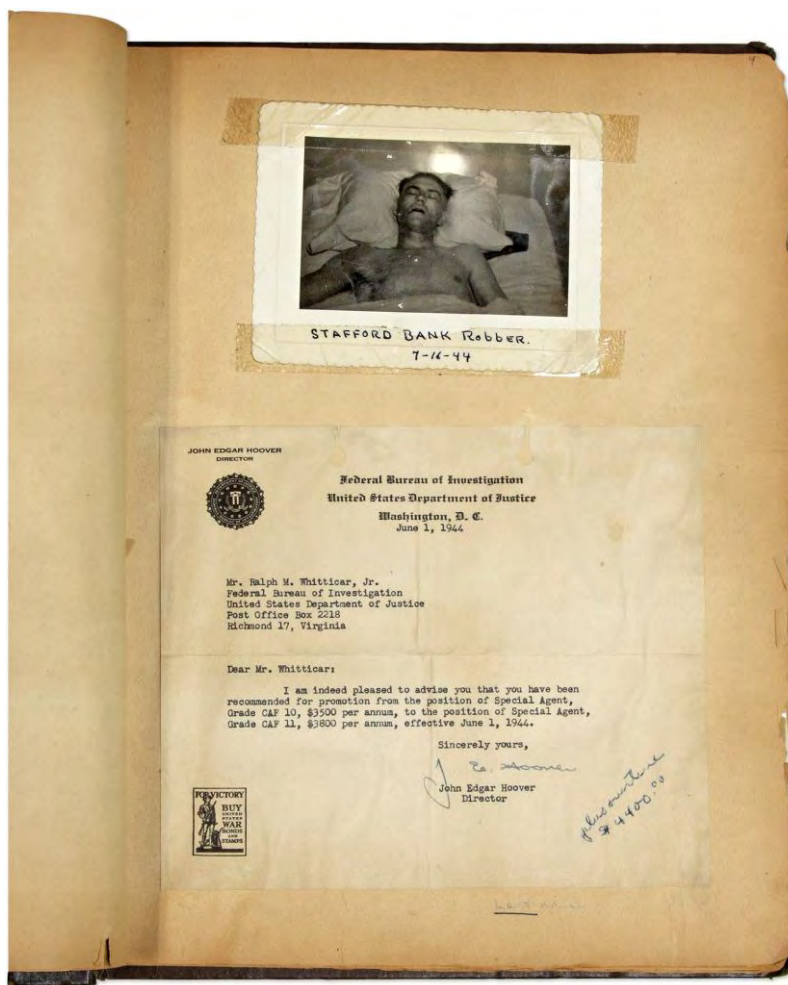 STAFFORD BANK RobbER.
7-16-44
JOHN EDGAR HOOVER
DIRECTOR
Federal Bureau of Investigation
United States Department of Justice
Washington, D. C.
June 1, 1944
Mr. Ralph M. Whitticar, Jr.
Federal Bureau of Investigation
United States Department of Justice
Post Office Box 2218
Richmond 17, Virginia
Dear Mr. Whitticar:
I am indeed pleased to advise you that you have been
recommended for promotion from the position of Special Agent,
Grade CAF 10, $3500 per annum, to the position of Special Agent,
Grade CAF 11, $3800 per annum, effective June 1, 1944.
Sincerely yours,
J. E. Hoover
John Edgar Hoover
Director
plus overtime
$4400.00
FOR VICTORY
BUY
UNITED
STATES
WAR
BONDS
AND
STAMPS